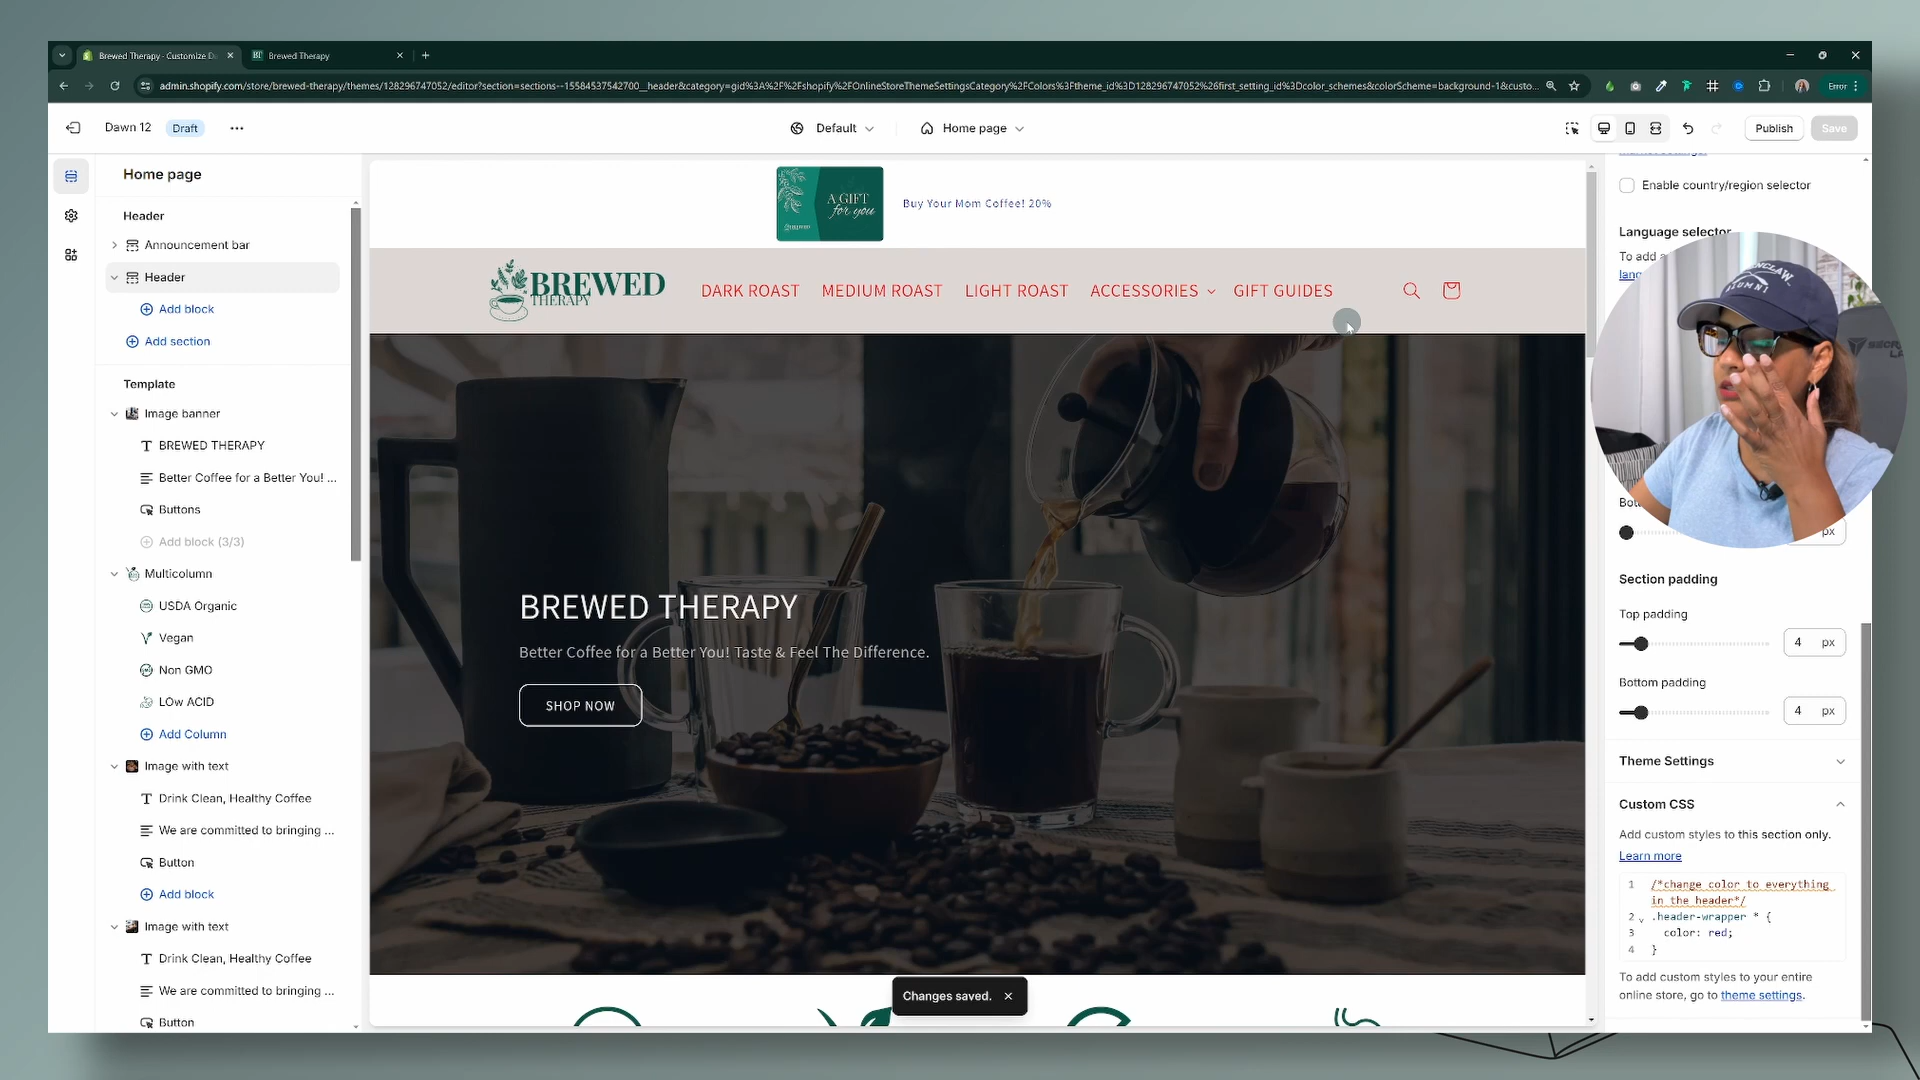 Brewed Therapy - Customize D
Brewed Therapy
admin.shopify.com/store/brewed-therapy/themes/128296747052/editor?section=sections--15584537542700__header&category=gid%3A%2F%2Fshopify%2FOnlineStoreThemeSettingsCategory%2FColors%3Ftheme_id%3D128296747052%26first_setting_id%3Dcolor_schemes&colorScheme=background-1&custo...
Error
Dawn 12
Draft
Default
Home page
Publish
Save
Home page
Header
Announcement bar
Header
Add block
Add section
Template
Image banner
BREWED THERAPY
Better Coffee for a Better You! ...
Buttons
Add block (3/3)
Multicolumn
USDA Organic
Vegan
Non GMO
LOw ACID
Add Column
Image with text
Drink Clean, Healthy Coffee
We are committed to bringing ...
Button
Add block
Image with text
Drink Clean, Healthy Coffee
We are committed to bringing ...
Button
A GIFT
for you
Buy Your Mom Coffee! 20%
BREWED
THERAPY
DARK ROAST MEDIUM ROAST LIGHT ROAST ACCESSORIES GIFT GUIDES
BREWED THERAPY
Better Coffee for a Better You! Taste & Feel The Difference.
SHOP NOW
Changes saved.
Enable country/region selector
Language selector
To add a
lang
ALUMNI
Bot
px
Section padding
Top padding
4 px
Bottom padding
4 px
Theme Settings
Custom CSS
Add custom styles to this section only.
Learn more
1 /*change color to everything
in the header*/
2 .header-wrapper * {
3 color: red;
4 }
To add custom styles to your entire
online store, go to theme settings.